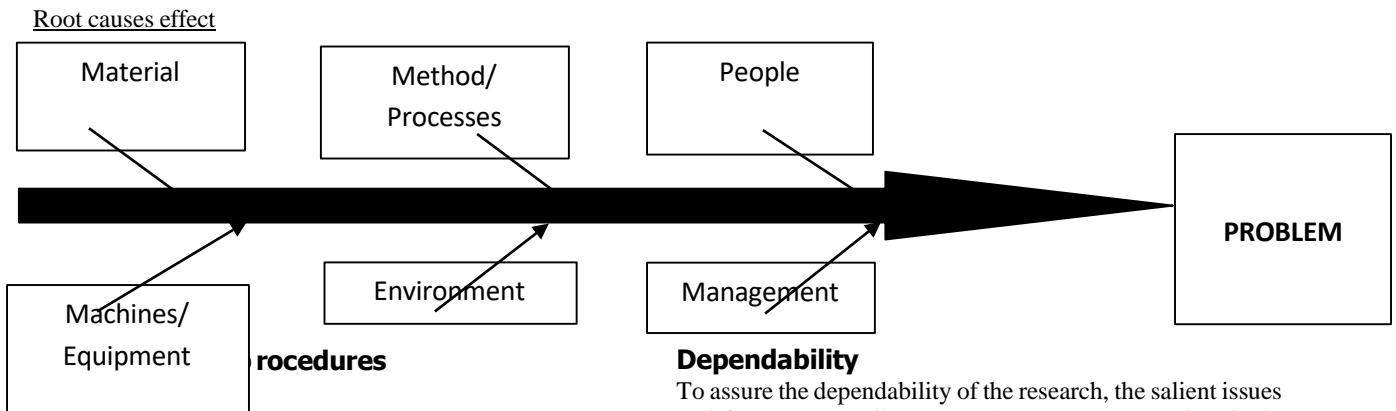 Root causes effect
Material
Method/
Processes
People
PROBLEM
Machines/
Equipment
Environment
Management
rocedures
Dependability
To assure the dependability of the research, the salient issues